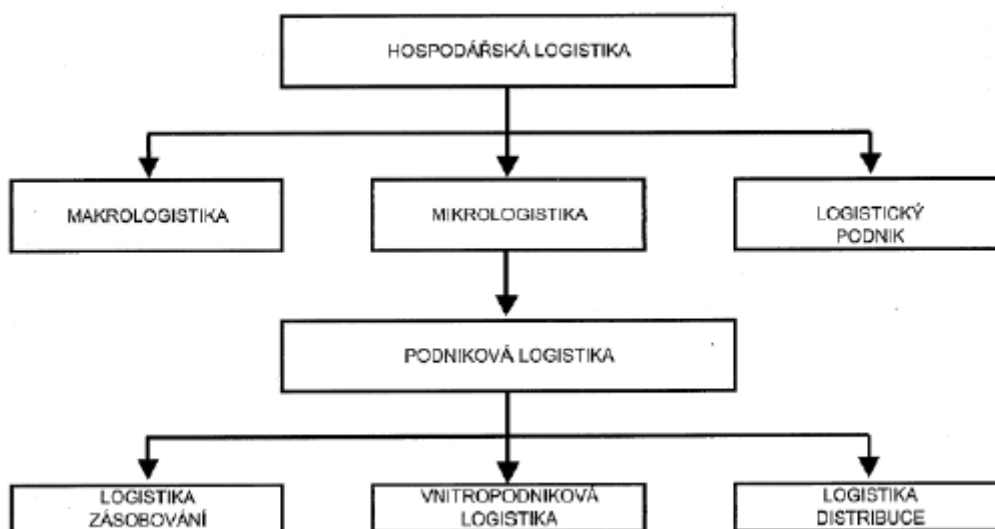 HOSPODÁŘSKÁ LOGISTIKA
MAKROLOGISTIKA
MIKROLOGISTIKA
LOGISTICKÝ
PODNIK
PODNIKOVÁ LOGISTIKA
LOGISTIKA
ZÁSOBOVÁNÍ
VNITROPODNIKOVÁ
LOGISTIKA
LOGISTIKA
DISTRIBUCE